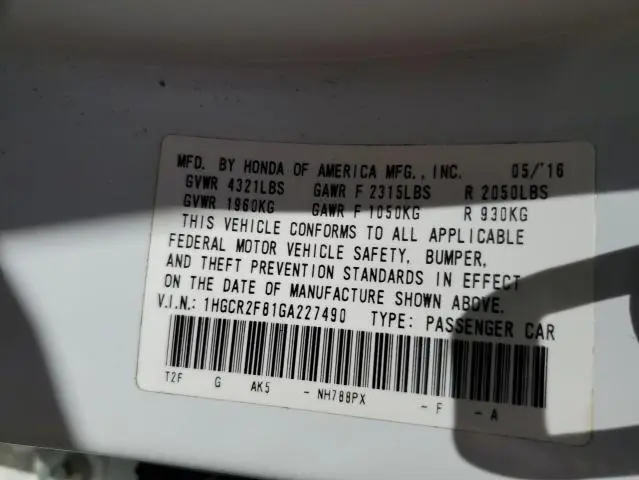 MFD. BY HONDA OF AMERICA MFG., INC. 05/'16
GVWR 4321LBS GAWR F 2315LBS R 2050LBS
GVWR 1960KG GAWR F 1050KG R 930KG
THIS VEHICLE CONFORMS TO ALL APPLICABLE
FEDERAL MOTOR VEHICLE SAFETY, BUMPER,
AND THEFT PREVENTION STANDARDS IN EFFECT
ON THE DATE OF MANUFACTURE SHOWN ABOVE.
V.I.N.: 1HGCR2F81GA227490 TYPE: PASSENGER CAR
T2F G AK5 - NH788PX - F - A